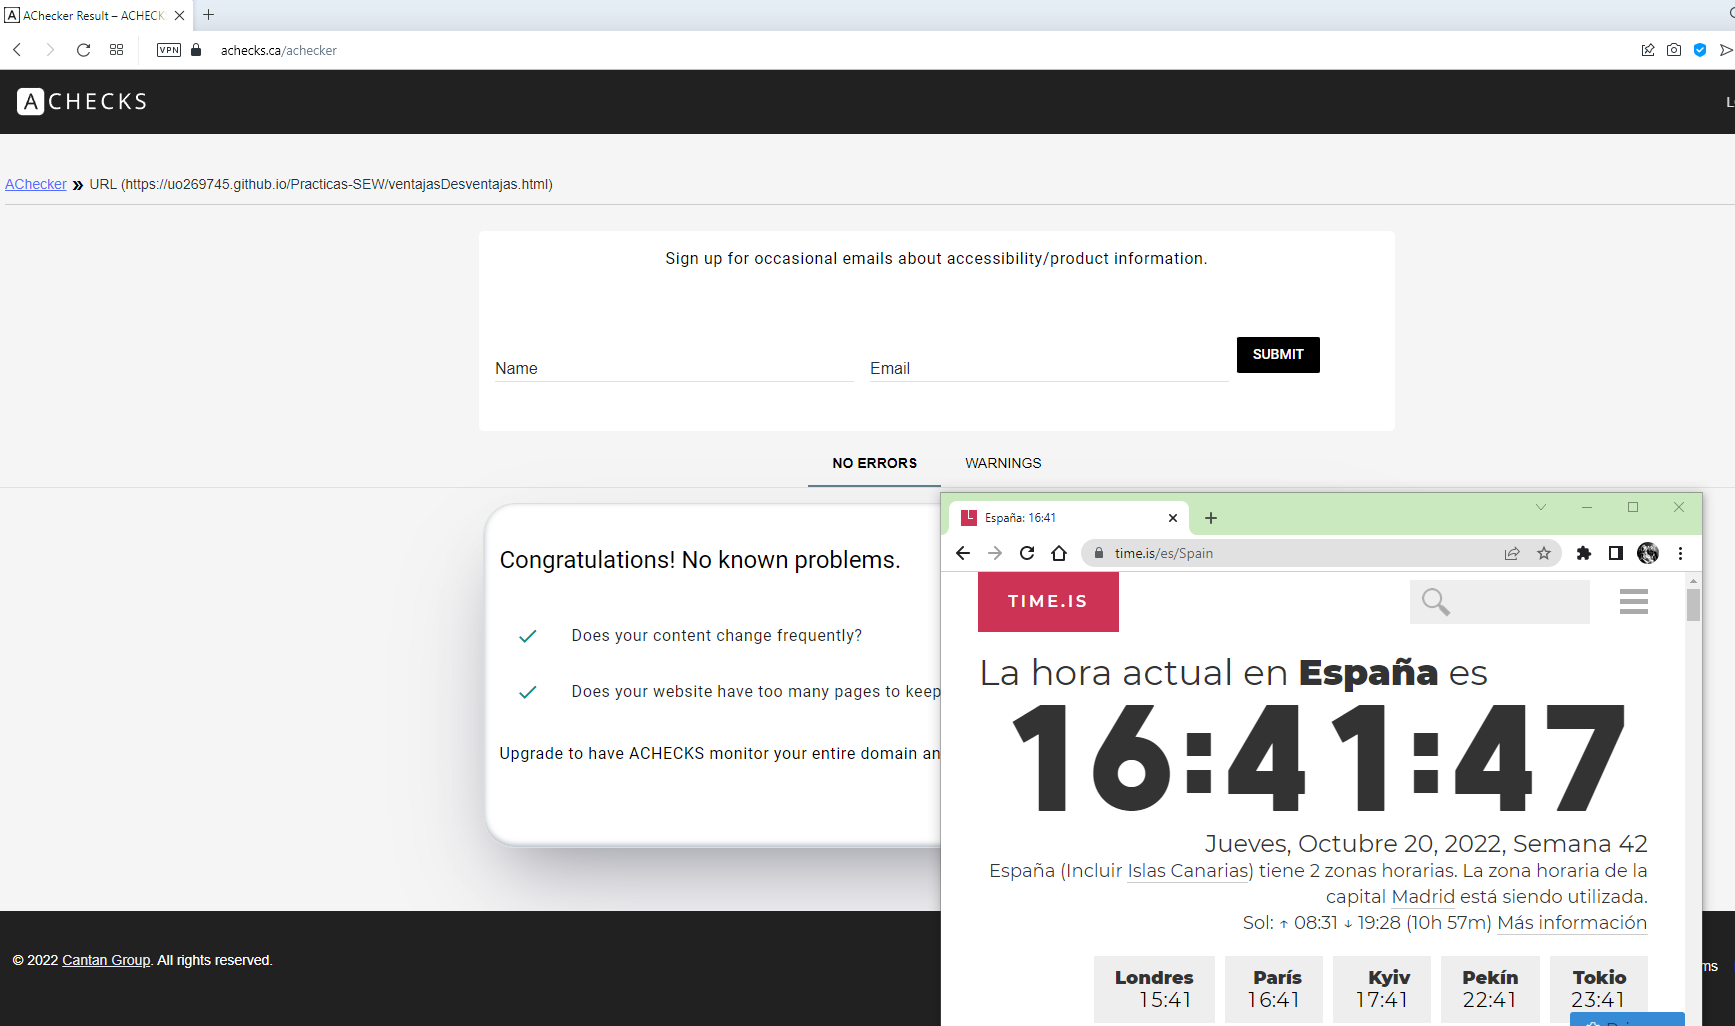 AChecker Result – ACHECK
VPN
achecks.ca/achecker
A CHECKS
AChecker » URL (https://uo269745.github.io/Practicas-SEW/ventajasDesventajas.html)
Sign up for occasional emails about accessibility/product information.
Name
Email
SUBMIT
NO ERRORS
WARNINGS
Congratulations! No known problems.
Does your content change frequently?
Does your website have too many pages to keep
Upgrade to have ACHECKS monitor your entire domain an
© 2022 Cantan Group. All rights reserved.
España: 16:41
time.is/es/Spain
TIME.IS
La hora actual en España es
16:41:47
Jueves, Octubre 20, 2022, Semana 42
España (Incluir Islas Canarias) tiene 2 zonas horarias. La zona horaria de la
capital Madrid está siendo utilizada.
Sol: ↑ 08:31 ↓ 19:28 (10h 57m) Más información
Londres
15:41
París
16:41
Kyiv
17:41
Pekín
22:41
Tokio
23:41